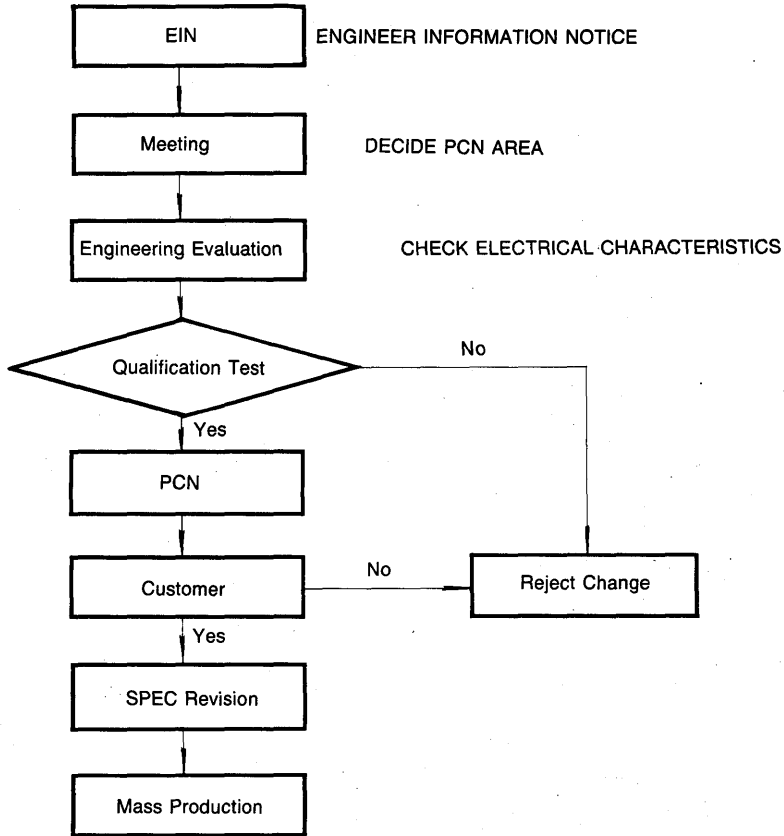 EIN
ENGINEER INFORMATION NOTICE
Meeting
DECIDE PCN AREA
Engineering Evaluation
CHECK ELECTRICAL CHARACTERISTICS
Qualification Test
No
Yes
PCN
Customer
No
Reject Change
Yes
SPEC Revision
Mass Production